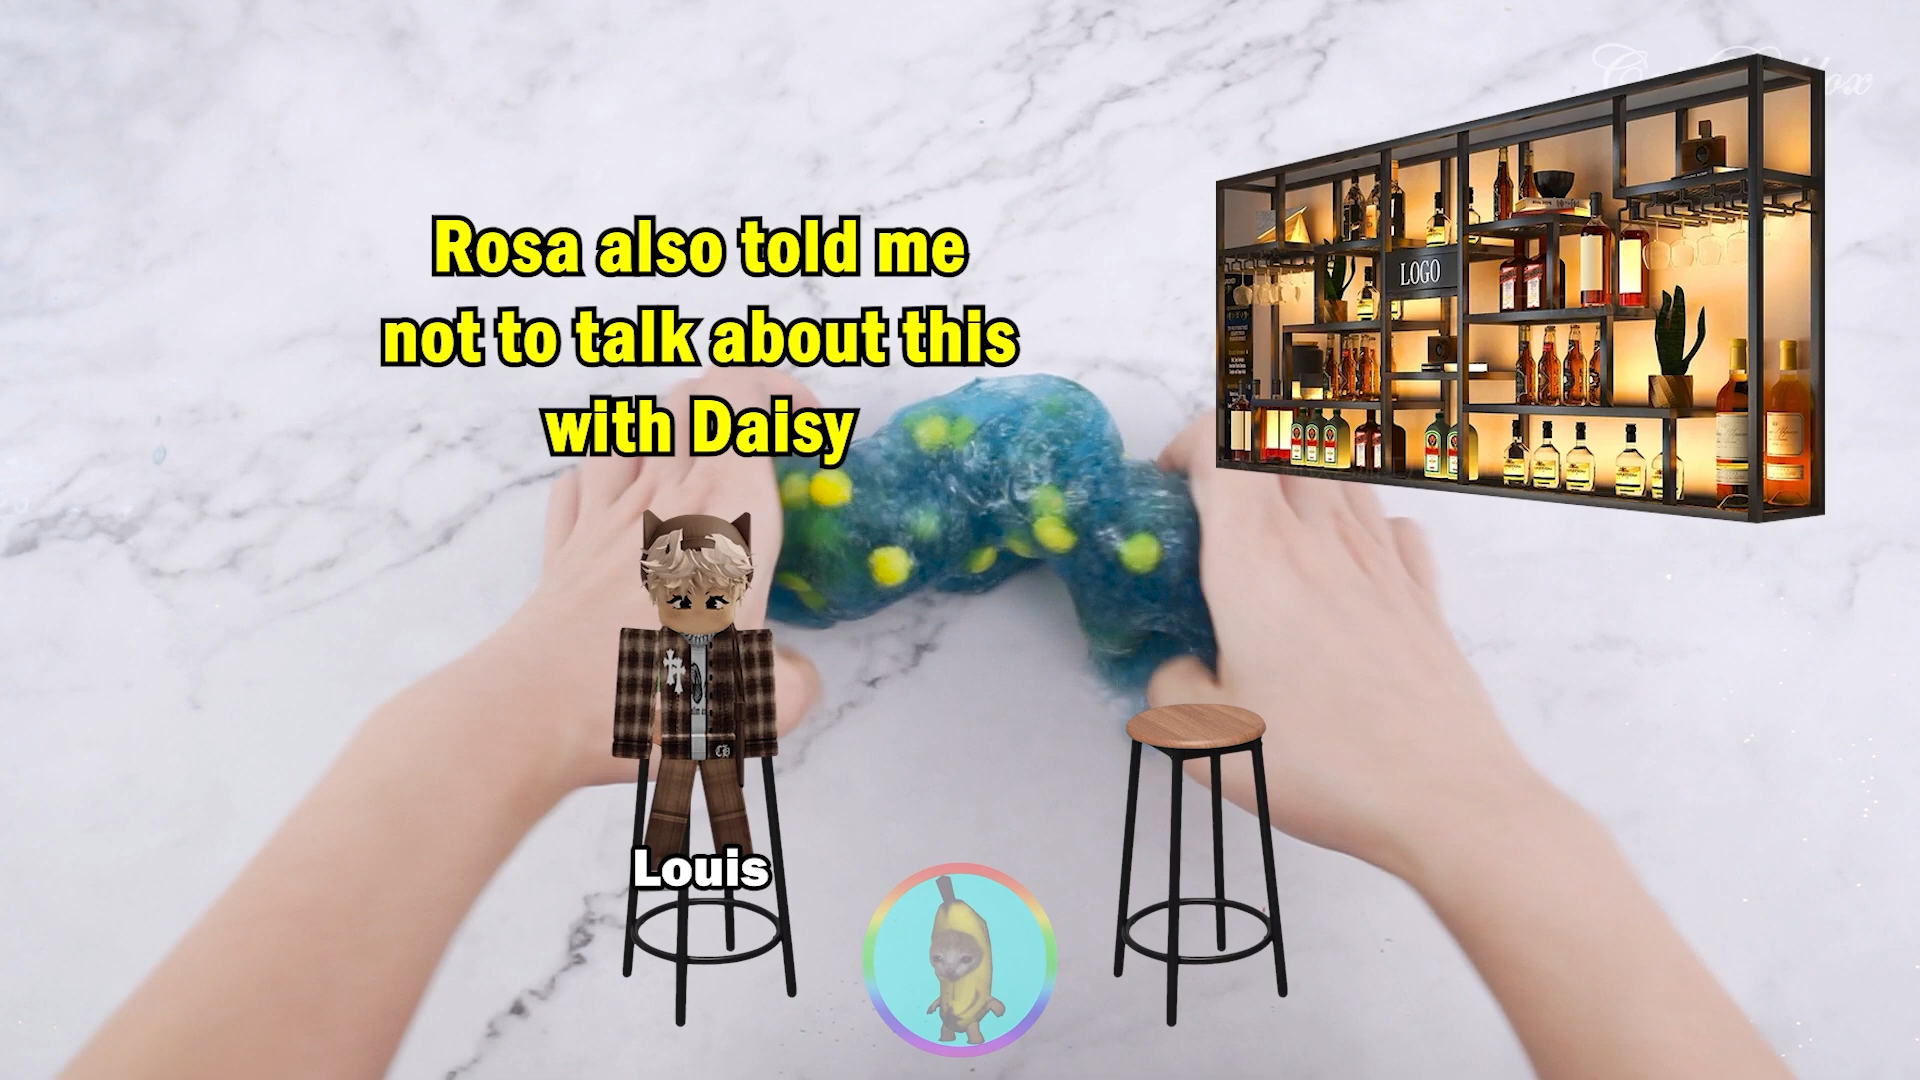 Rosa also told me
not to talk about this
with Daisy
LOGO
Louis